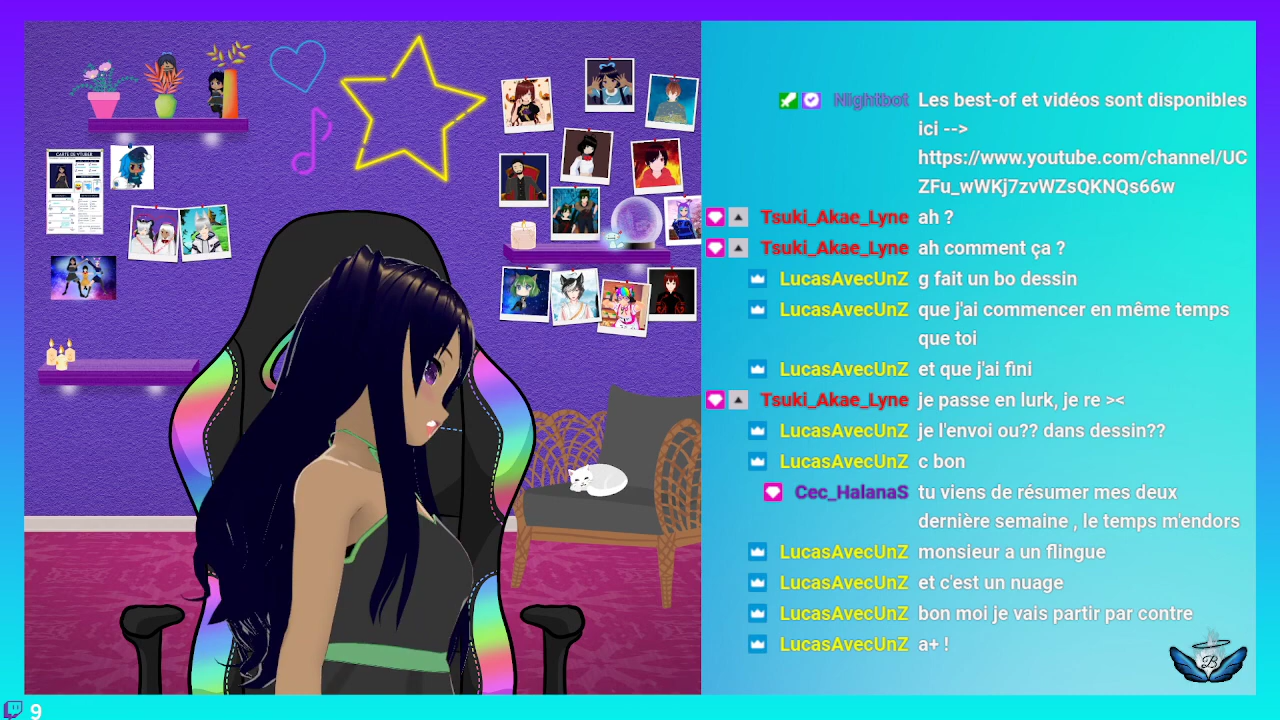 CARTE DE VTUBER
Nightbot Les best-of et vidéos sont disponibles
ici -->
https://www.youtube.com/channel/UC
ZFu_wWKj7zvWZsQKNQs66w
Tsuki_Akae_Lyne ah ?
Tsuki_Akae_Lyne ah comment ça ?
LucasAvecUnZ g fait un bo dessin
LucasAvecUnZ que j'ai commencer en même temps
que toi
LucasAvecUnZ et que j'ai fini
Tsuki_Akae_Lyne je passe en lurk, je re ><
LucasAvecUnZ je l'envoi ou?? dans dessin??
LucasAvecUnZ c bon
Cec_HalanaS tu viens de résumer mes deux
dernière semaine , le temps m'endors
LucasAvecUnZ monsieur a un flingue
LucasAvecUnZ et c'est un nuage
LucasAvecUnZ bon moi je vais partir par contre
LucasAvecUnZ a+ !
B
9